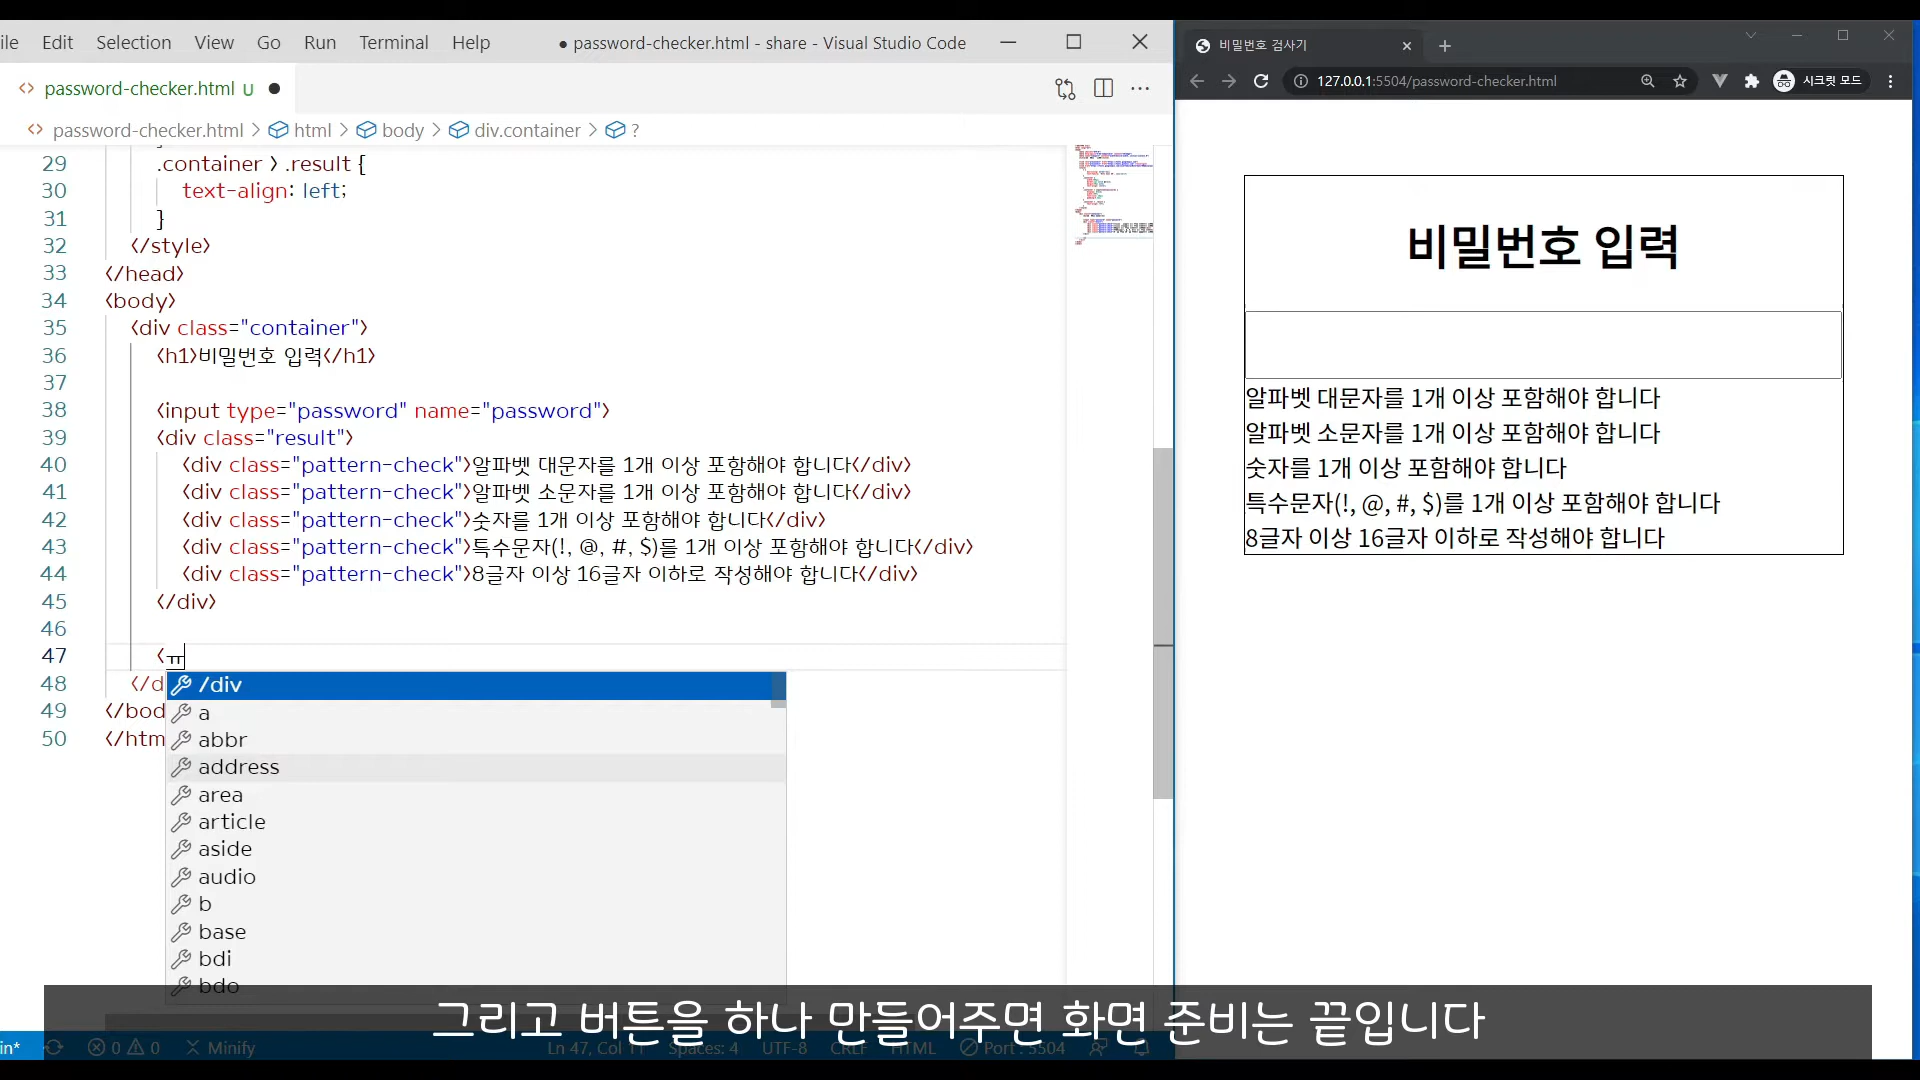 ile Edit Selection View Go Run Terminal Help ● password-checker.html - share - Visual Studio Code
password-checker.html U ●
password-checker.html > html > body > div.container > ?
29 .container > .result {
30 text-align: left;
31 }
32 </style>
33 </head>
34 <body>
35 <div class="container">
36 <h1>비밀번호 입력</h1>
37
38 <input type="password" name="password">
39 <div class="result">
40 <div class="pattern-check">알파벳 대문자를 1개 이상 포함해야 합니다</div>
41 <div class="pattern-check">알파벳 소문자를 1개 이상 포함해야 합니다</div>
42 <div class="pattern-check">숫자를 1개 이상 포함해야 합니다</div>
43 <div class="pattern-check">특수문자(!, @, #, $)를 1개 이상 포함해야 합니다</div>
44 <div class="pattern-check">8글자 이상 16글자 이하로 작성해야 합니다</div>
45 </div>
46
47 <ㅠ
48 </d
49 </bod
50 </htm
/div
a
abbr
address
area
article
aside
audio
b
base
bdi
bdo
비밀번호 검사기
127.0.0.1:5504/password-checker.html
시크릿 모드
비밀번호 입력
알파벳 대문자를 1개 이상 포함해야 합니다
알파벳 소문자를 1개 이상 포함해야 합니다
숫자를 1개 이상 포함해야 합니다
특수문자(!, @, #, $)를 1개 이상 포함해야 합니다
8글자 이상 16글자 이하로 작성해야 합니다
그리고 버튼을 하나 만들어주면 화면 준비는 끝입니다
in* 0 0 Minify Ln 47, Col 11 Spaces: 4 UTF-8 CRLF HTML Port : 5504